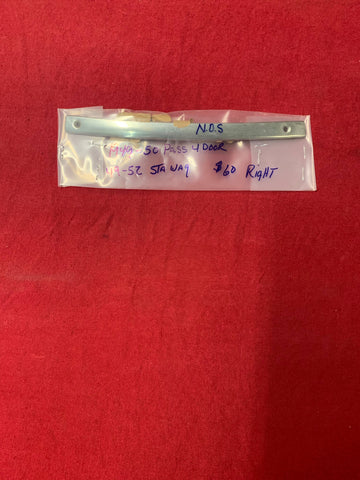 N.O.S
1949-50 Pass 4 DOOR
49-52 STA WAG $60 RigHT